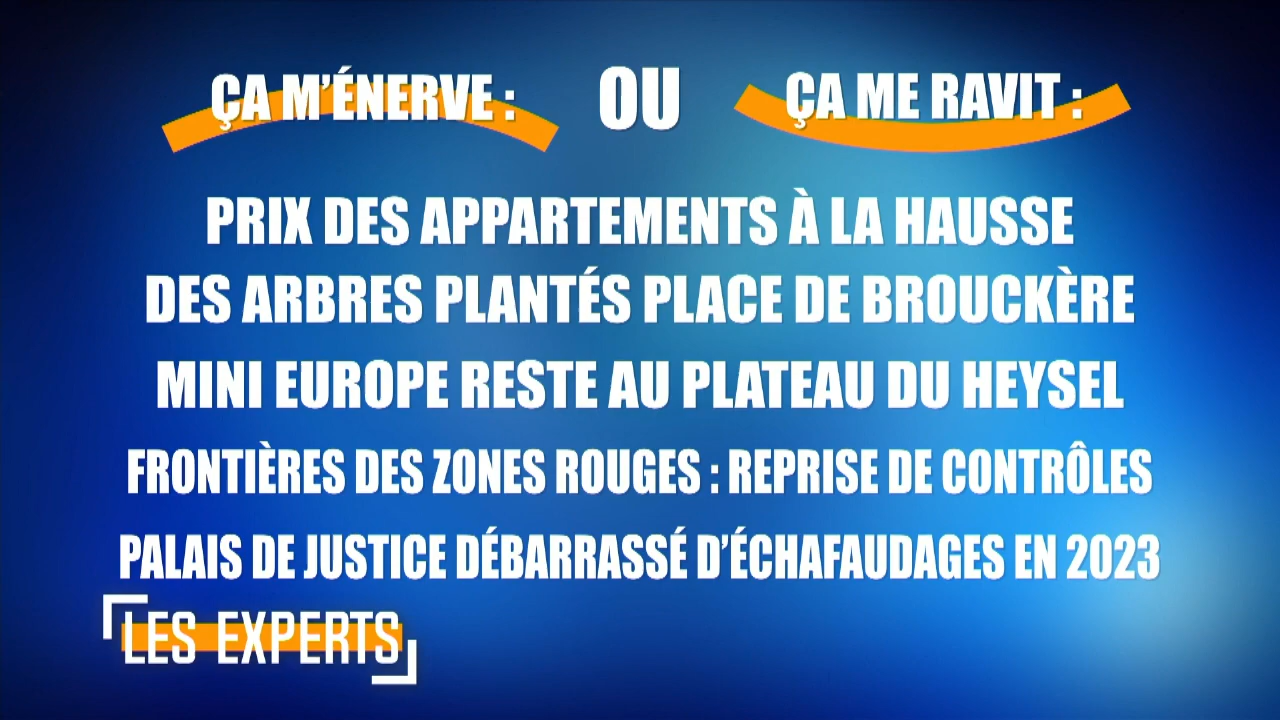 ÇA M'ÉNERVE : OU ÇA ME RAVIT :
PRIX DES APPARTEMENTS À LA HAUSSE
DES ARBRES PLANTÉS PLACE DE BROUCKÈRE
MINI EUROPE RESTE AU PLATEAU DU HEYSEL
FRONTIÈRES DES ZONES ROUGES : REPRISE DE CONTRÔLES
PALAIS DE JUSTICE DÉBARRASSÉ D'ÉCHAFAUDAGES EN 2023
LES EXPERTS